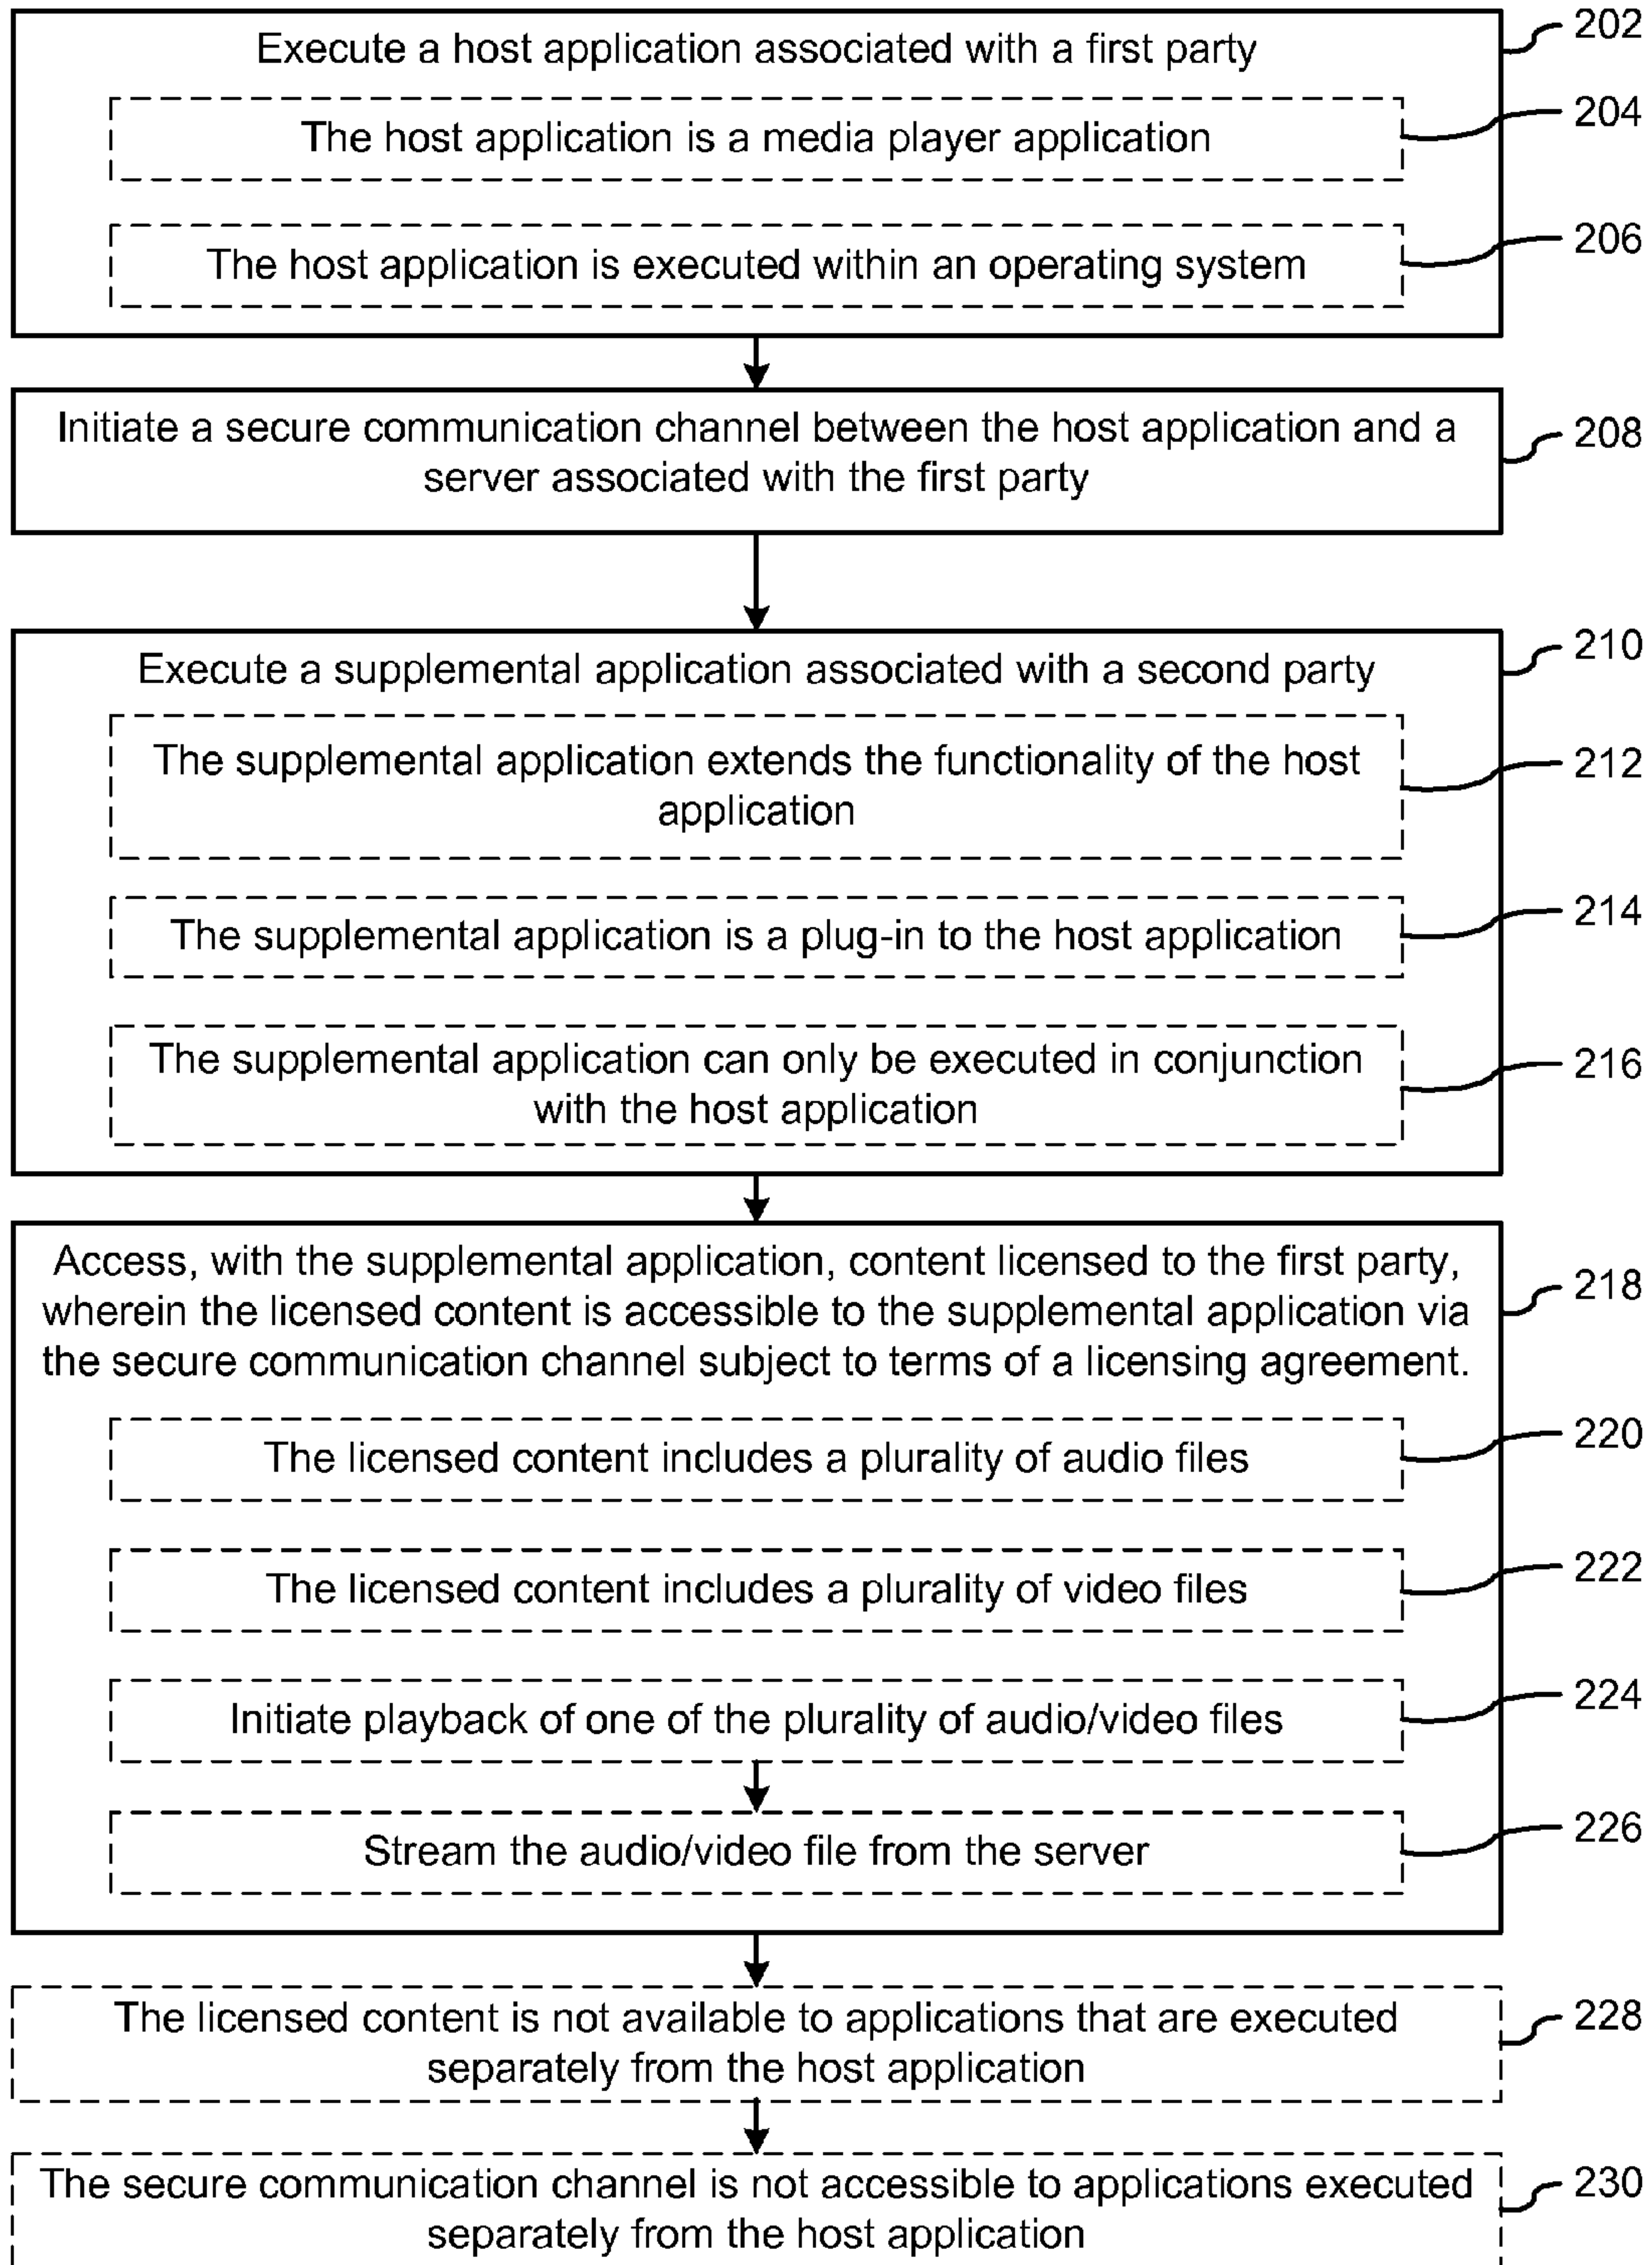 Execute a host application associated with a first party
202
The host application is a media player application
204
The host application is executed within an operating system
206
Initiate a secure communication channel between the host application and a
server associated with the first party
208
Execute a supplemental application associated with a second party
210
The supplemental application extends the functionality of the host
application
212
The supplemental application is a plug-in to the host application
214
The supplemental application can only be executed in conjunction
with the host application
216
Access, with the supplemental application, content licensed to the first party,
wherein the licensed content is accessible to the supplemental application via
the secure communication channel subject to terms of a licensing agreement.
218
The licensed content includes a plurality of audio files
220
The licensed content includes a plurality of video files
222
Initiate playback of one of the plurality of audio/video files
224
Stream the audio/video file from the server
226
The licensed content is not available to applications that are executed
separately from the host application
228
The secure communication channel is not accessible to applications executed
separately from the host application
230